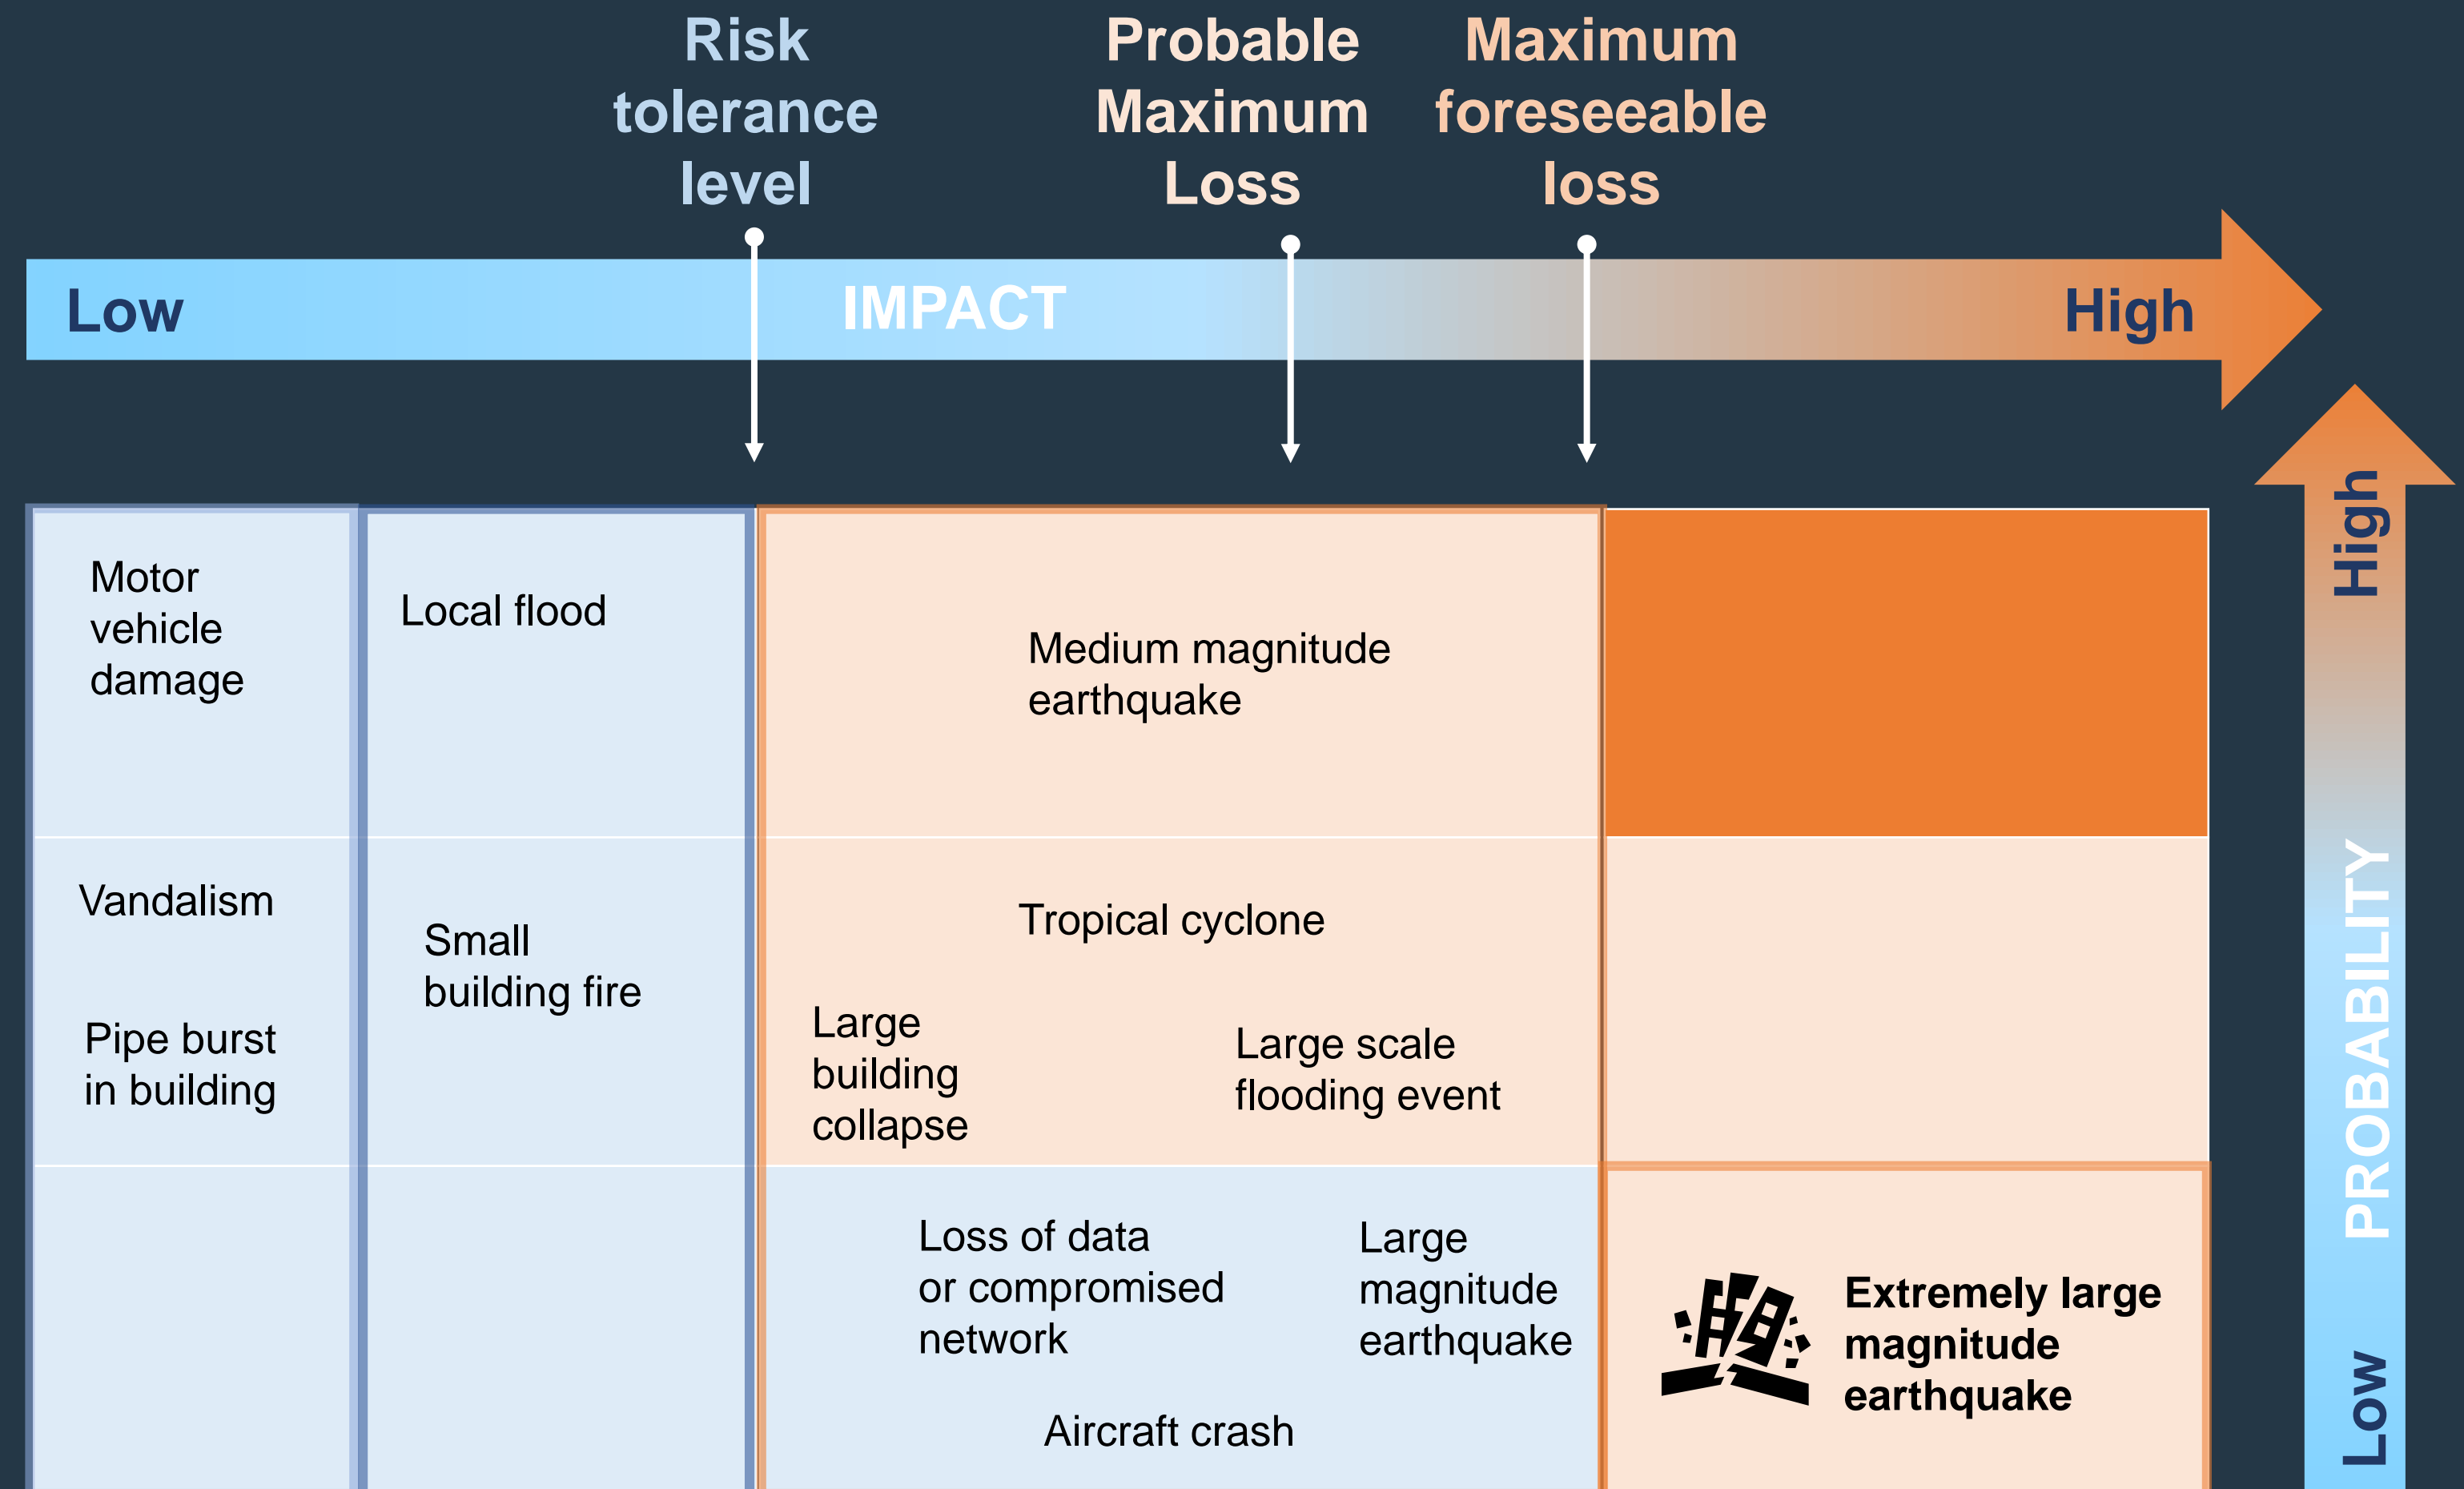 Risk
tolerance
level
Probable
Maximum
Loss
Maximum
foreseeable
loss
Low
IMPACT
High
High
PROBABILITY
Low
Motor
vehicle
damage
Local flood
Medium magnitude
earthquake
Vandalism
Pipe burst
in building
Small
building fire
Tropical cyclone
Large
building
collapse
Large scale
flooding event
Loss of data
or compromised
network
Large
magnitude
earthquake
Aircraft crash
Extremely large
magnitude
earthquake